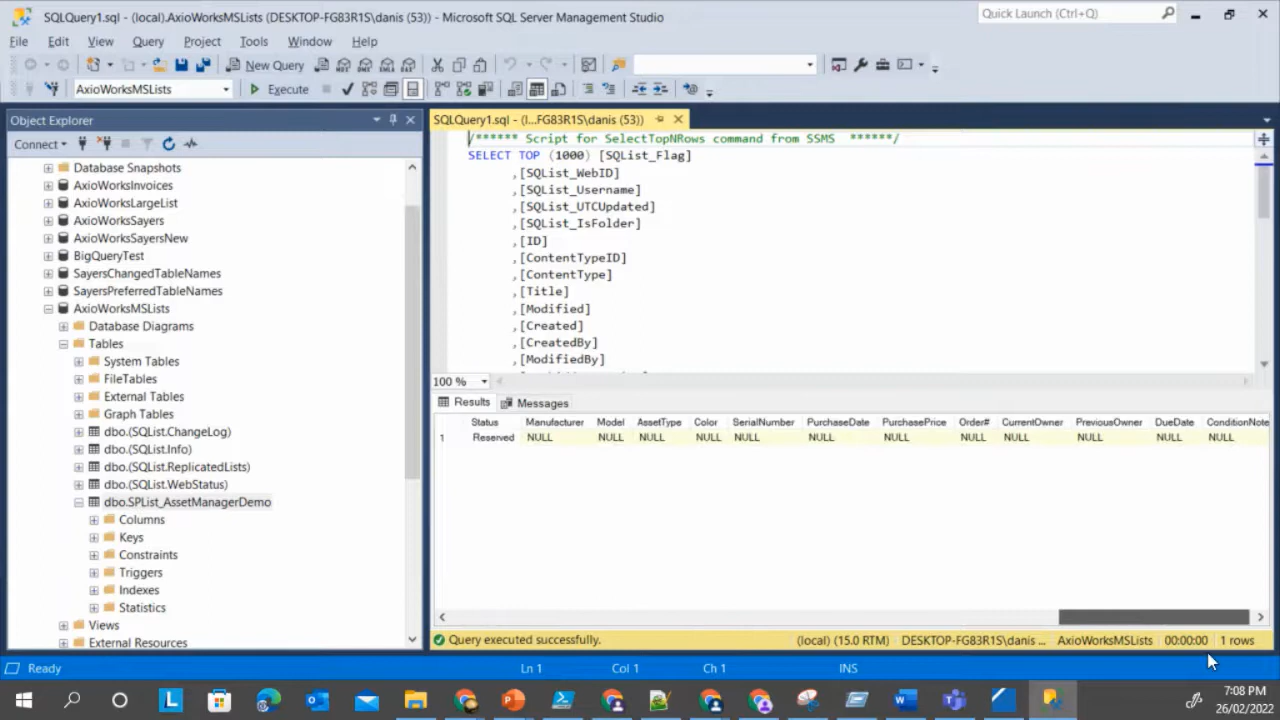 SQLQuery1.sql - (local).AxioWorksMSLists (DESKTOP-FG83R1S\danis (53)) - Microsoft SQL Server Management Studio
Quick Launch (Ctrl+Q)
File Edit View Query Project Tools Window Help
New Query
AxioWorksMSLists Execute
Object Explorer
Connect
Database Snapshots
AxioWorksInvoices
AxioWorksLargeList
AxioWorksSayers
AxioWorksSayersNew
BigQueryTest
SayersChangedTableNames
SayersPreferredTableNames
AxioWorksMSLists
Database Diagrams
Tables
System Tables
FileTables
External Tables
Graph Tables
dbo.(SQList.ChangeLog)
dbo.(SQList.Info)
dbo.(SQList.ReplicatedLists)
dbo.(SQList.WebStatus)
dbo.SPList_AssetManagerDemo
Columns
Keys
Constraints
Triggers
Indexes
Statistics
Views
External Resources
SQLQuery1.sql - (l...FG83R1S\danis (53))
/****** Script for SelectTopNRows command from SSMS ******/
SELECT TOP (1000) [SQList_Flag]
,[SQList_WebID]
,[SQList_Username]
,[SQList_UTCUpdated]
,[SQList_IsFolder]
,[ID]
,[ContentTypeID]
,[ContentType]
,[Title]
,[Modified]
,[Created]
,[CreatedBy]
,[ModifiedBy]
100 %
Results Messages
Status Manufacturer Model AssetType Color SerialNumber PurchaseDate PurchasePrice Order# CurrentOwner PreviousOwner DueDate ConditionNote
1 Reserved NULL NULL NULL NULL NULL NULL NULL NULL NULL NULL NULL NULL
Query executed successfully. (local) (15.0 RTM) DESKTOP-FG83R1S\danis ... AxioWorksMSLists 00:00:00 1 rows
Ready Ln 1 Col 1 Ch 1 INS
7:08 PM
26/02/2022